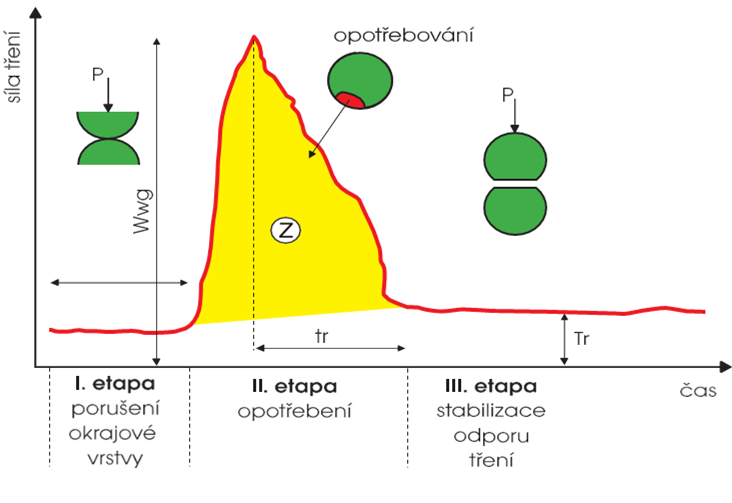 síla tření
opotřebování
P
P
Wwg
Z
tr
Tr
I. etapa
porušení
okrajové
vrstvy
II. etapa
opotřebení
III. etapa
stabilizace
odporu
tření
čas